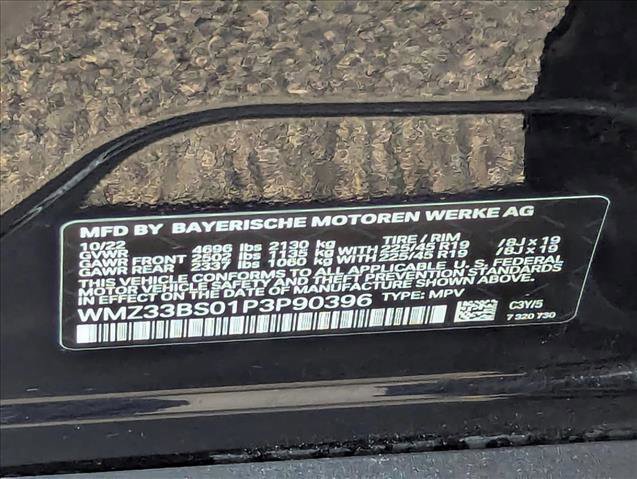 MFD BY BAYERISCHE MOTOREN WERKE AG
10/22 TIRE / RIM
GVWR 4696 lbs 2130 kg
GAWR FRONT 2502 lbs 1135 kg WITH 225/45 R19 /8J x 19
GAWR REAR 2337 lbs 1060 kg WITH 225/45 R19 /8J x 19
THIS VEHICLE CONFORMS TO ALL APPLICABLE U. S. FEDERAL
MOTOR VEHICLE SAFETY AND THEFT PREVENTION STANDARDS
IN EFFECT ON THE DATE OF MANUFACTURE SHOWN ABOVE.
WMZ33BS01P3P90396 TYPE: MPV
C3Y/5
7 320 730